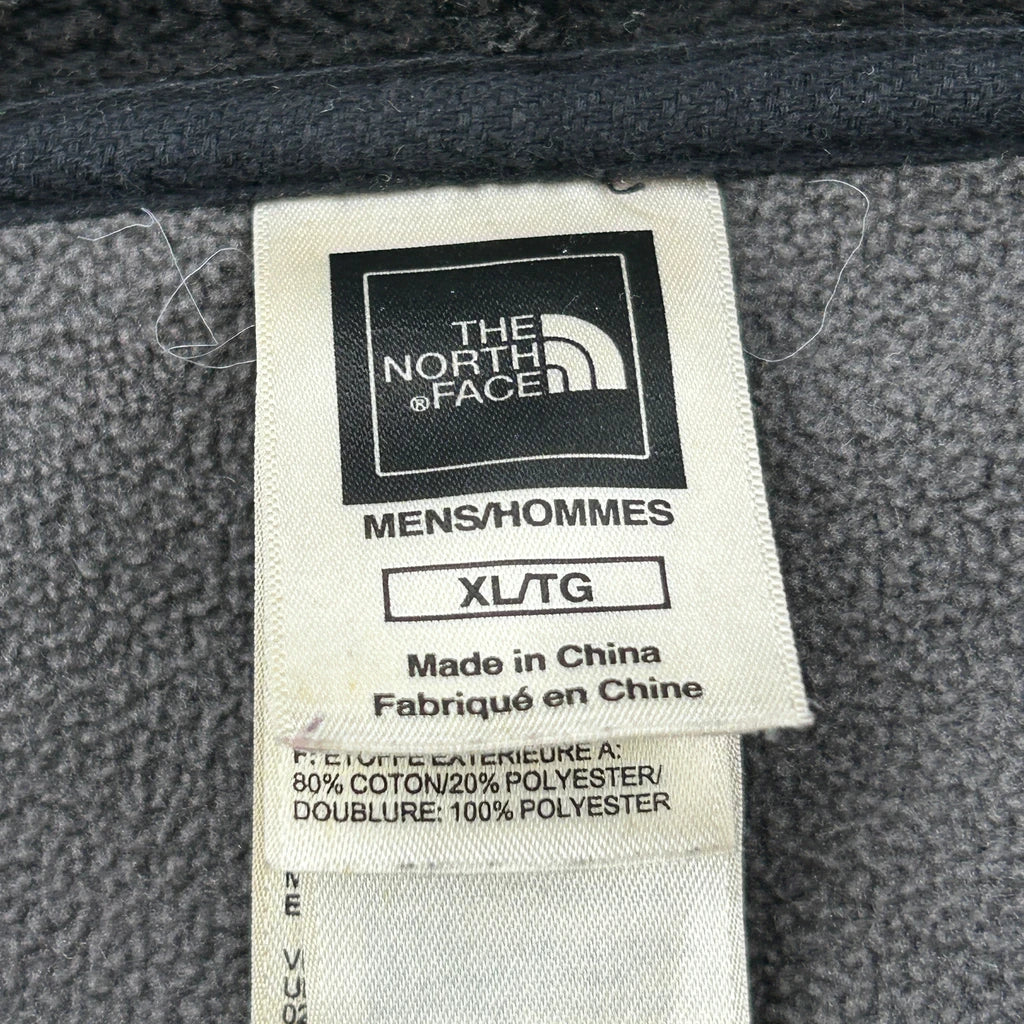 THE
NORTH
®FACE
MENS/HOMMES
XL/TG
Made in China
Fabriqué en Chine
F: ETOFFE EXTERIEURE A:
80% COTON/20% POLYESTER/
DOUBLURE: 100% POLYESTER